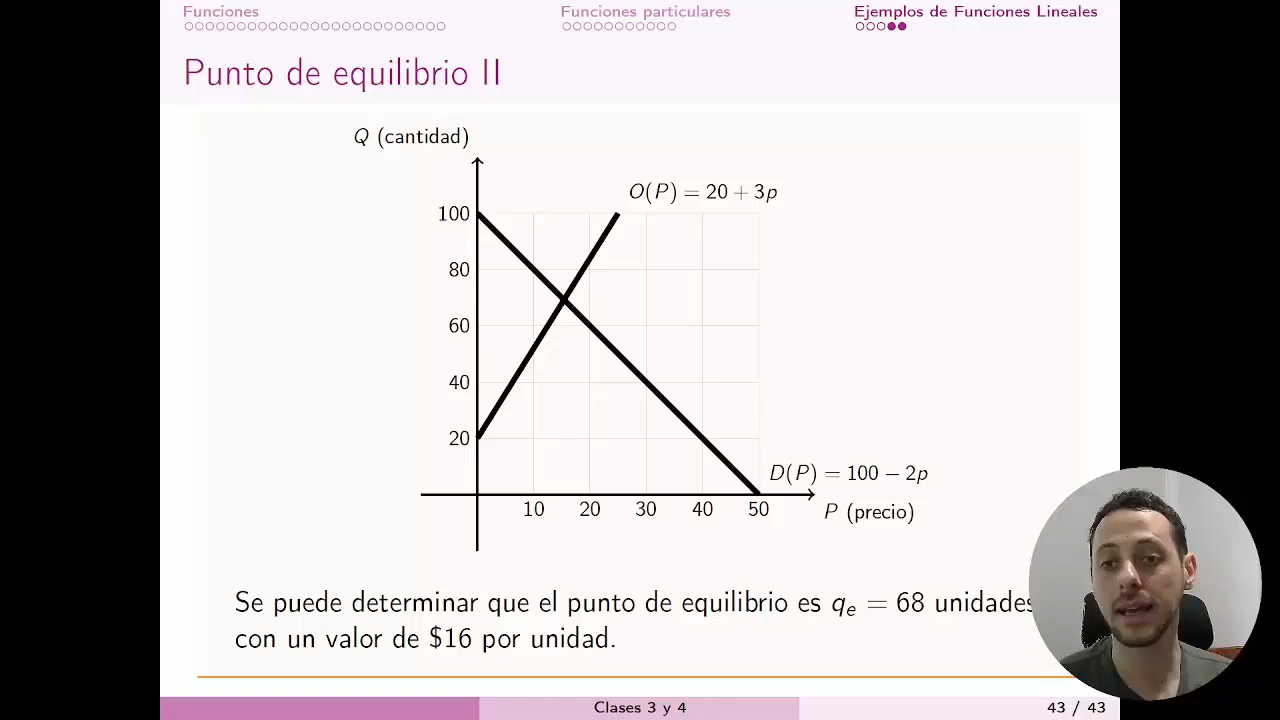 Funciones
Funciones particulares
Ejemplos de Funciones Lineales
Punto de equilibrio II
Q (cantidad)
O(P) = 20 + 3p
100
80
60
40
20
D(P) = 100 − 2p
10 20 30 40 50
P (precio)
Se puede determinar que el punto de equilibrio es qₑ = 68 unidades
con un valor de $16 por unidad.
Clases 3 y 4
43 / 43